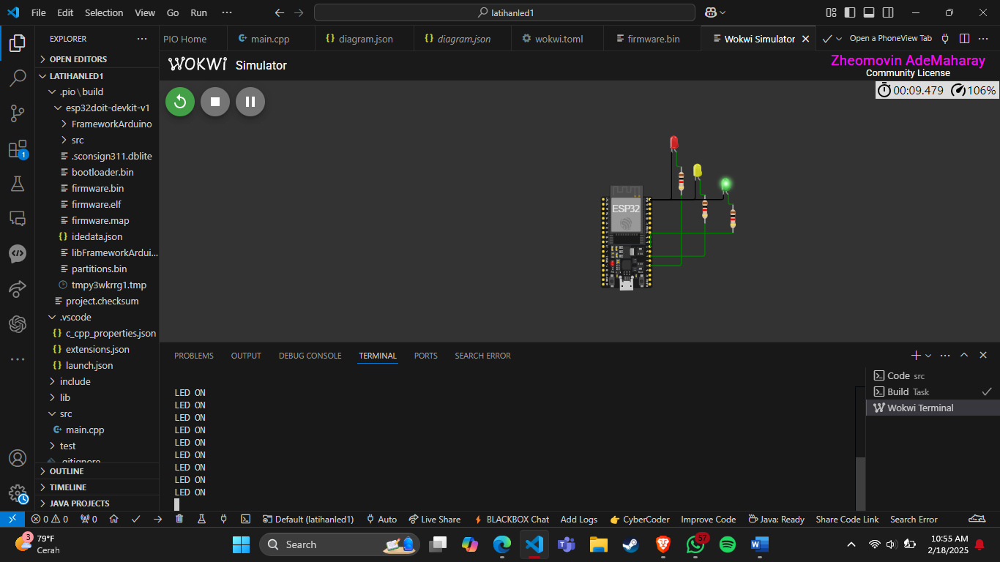 File Edit Selection View Go Run ··· latihanled1
EXPLORER ···
OPEN EDITORS
LATIHANLED1
.pio \ build
esp32doit-devkit-v1
FrameworkArduino
src
.sconsign311.dblite
bootloader.bin
firmware.bin
firmware.elf
firmware.map
{} idedata.json
libFrameworkArdui...
partitions.bin
tmpy3wkrrg1.tmp
project.checksum
.vscode
{} c_cpp_properties.json
{} extensions.json
{} launch.json
include
lib
src
main.cpp
test
.gitignore
OUTLINE
TIMELINE
JAVA PROJECTS
1
PIO Home main.cpp {} diagram.json {} diagram.json wokwi.toml firmware.bin Wokwi Simulator Open a PhoneView Tab ···
WOKWI Simulator
Zheomovin AdeMaharay
Community License
00:09.479 106%
ESP32
PROBLEMS OUTPUT DEBUG CONSOLE TERMINAL PORTS SEARCH ERROR
LED ON
LED ON
LED ON
LED ON
LED ON
LED ON
LED ON
LED ON
LED ON
Code src
Build Task
Wokwi Terminal
0 0 0 Default (latihanled1) Auto Live Share BLACKBOX Chat Add Logs CyberCoder Improve Code Java: Ready Share Code Link Search Error
3 79°F
Cerah
Search
57
10:55 AM
2/18/2025